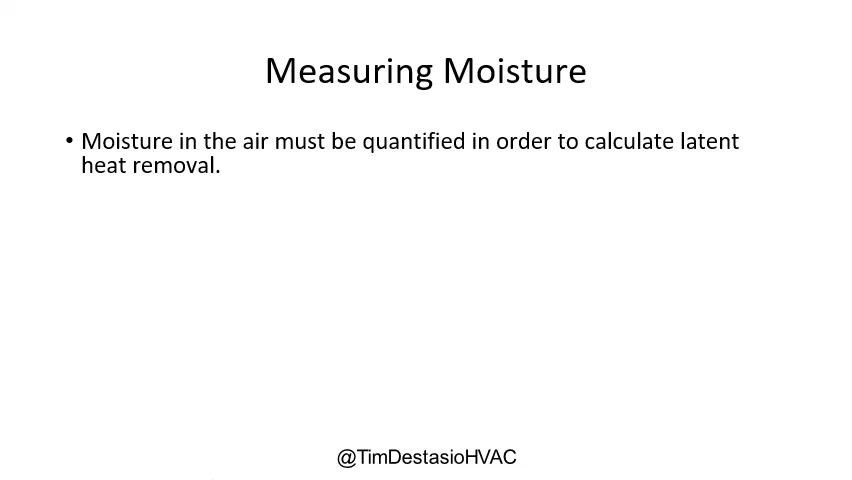 Measuring Moisture
• Moisture in the air must be quantified in order to calculate latent
heat removal.
@TimDestasioHVAC